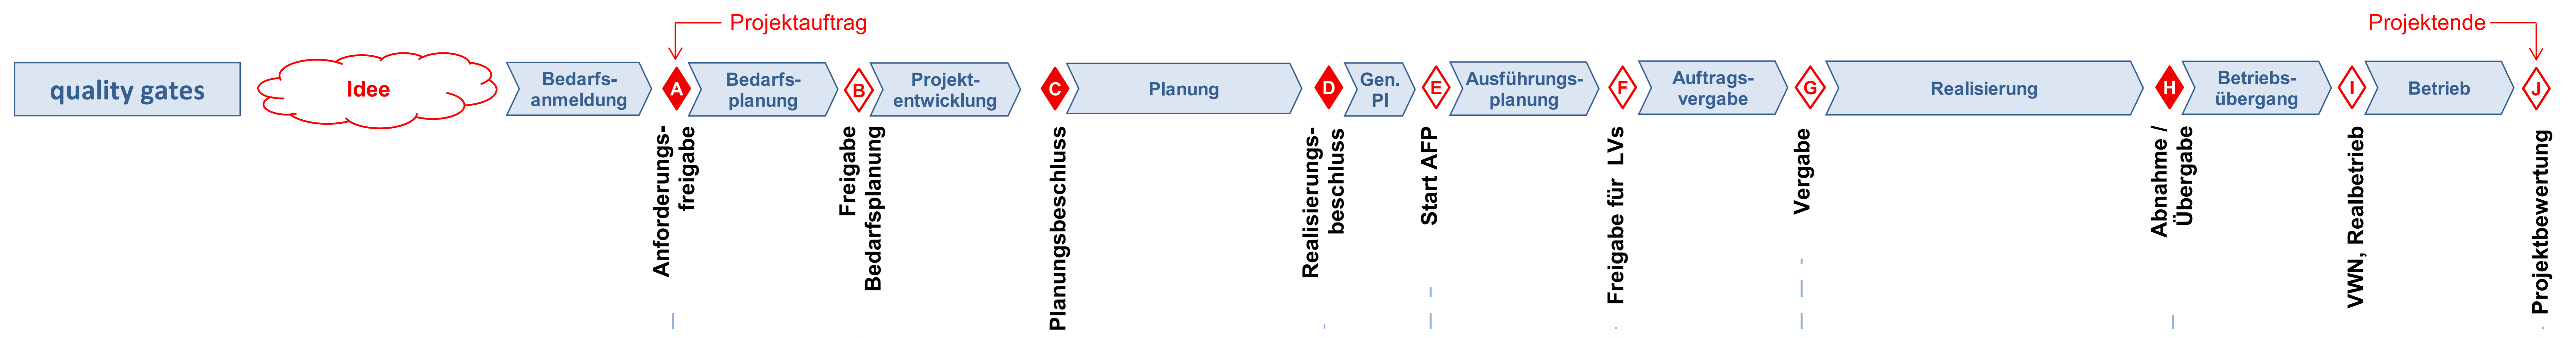 Projektauftrag
Projektende
quality gates
Idee
Bedarfs-
anmeldung
A
Bedarfs-
planung
B
Projekt-
entwicklung
C
Planung
D
Gen.
Pl
E
Ausführungs-
planung
F
Auftrags-
vergabe
G
Realisierung
H
Betriebs-
übergang
I
Betrieb
J
Anforderungs-
freigabe
Freigabe
Bedarfsplanung
Planungsbeschluss
Realisierungs-
beschluss
Start AFP
Freigabe für LVs
Vergabe
Abnahme /
Übergabe
VWN, Realbetrieb
Projektbewertung